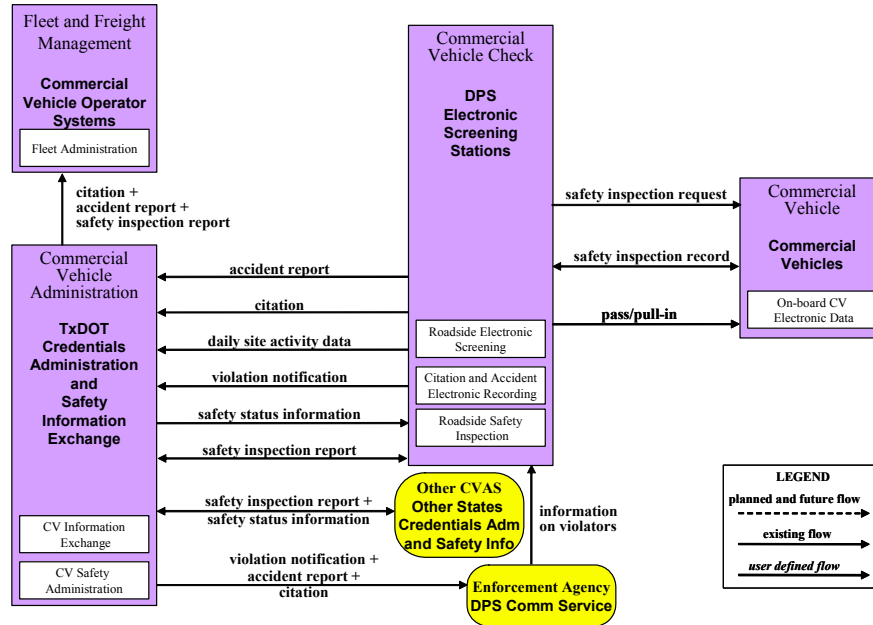 Fleet and Freight
Management
Commercial
Vehicle Operator
Systems
Fleet Administration
citation +
accident report +
safety inspection report
Commercial
Vehicle
Administration
TxDOT
Credentials
Administration
and
Safety
Information
Exchange
CV Information
Exchange
CV Safety
Administration
Commercial
Vehicle Check
DPS
Electronic
Screening
Stations
Roadside Electronic
Screening
Citation and Accident
Electronic Recording
Roadside Safety
Inspection
accident report
citation
daily site activity data
violation notification
safety status information
safety inspection report
safety inspection report +
safety status information
violation notification +
accident report +
citation
Other CVAS
Other States
Credentials Adm
and Safety Info
information
on violators
Enforcement Agency
DPS Comm Service
safety inspection request
safety inspection record
pass/pull-in
Commercial
Vehicle
Commercial
Vehicles
On-board CV
Electronic Data
LEGEND
planned and future flow
existing flow
user defined flow